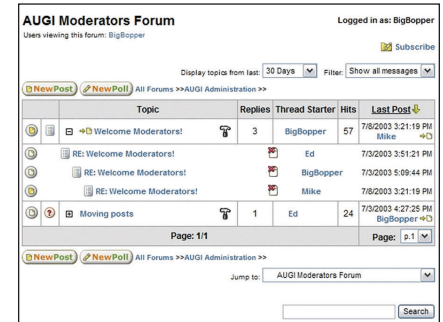 AUGI Moderators Forum
Logged in as: BigBopper
Users viewing this forum: BigBopper
Subscribe
Display topics from last: 30 Days Filter: Show all messages
NewPost NewPoll All Forums >>AUGI Administration >>
Topic Replies Thread Starter Hits Last Post
Welcome Moderators! 3 BigBopper 57 7/8/2003 3:21:19 PM
Mike
RE: Welcome Moderators! Ed 7/3/2003 3:51:21 PM
RE: Welcome Moderators! BigBopper 7/3/2003 5:09:44 PM
RE: Welcome Moderators! Mike 7/8/2003 3:21:19 PM
Moving posts 1 Ed 24 7/3/2003 4:27:25 PM
BigBopper
Page: 1/1 Page: p.1
NewPost NewPoll All Forums >>AUGI Administration >>
Jump to: AUGI Moderators Forum
Search